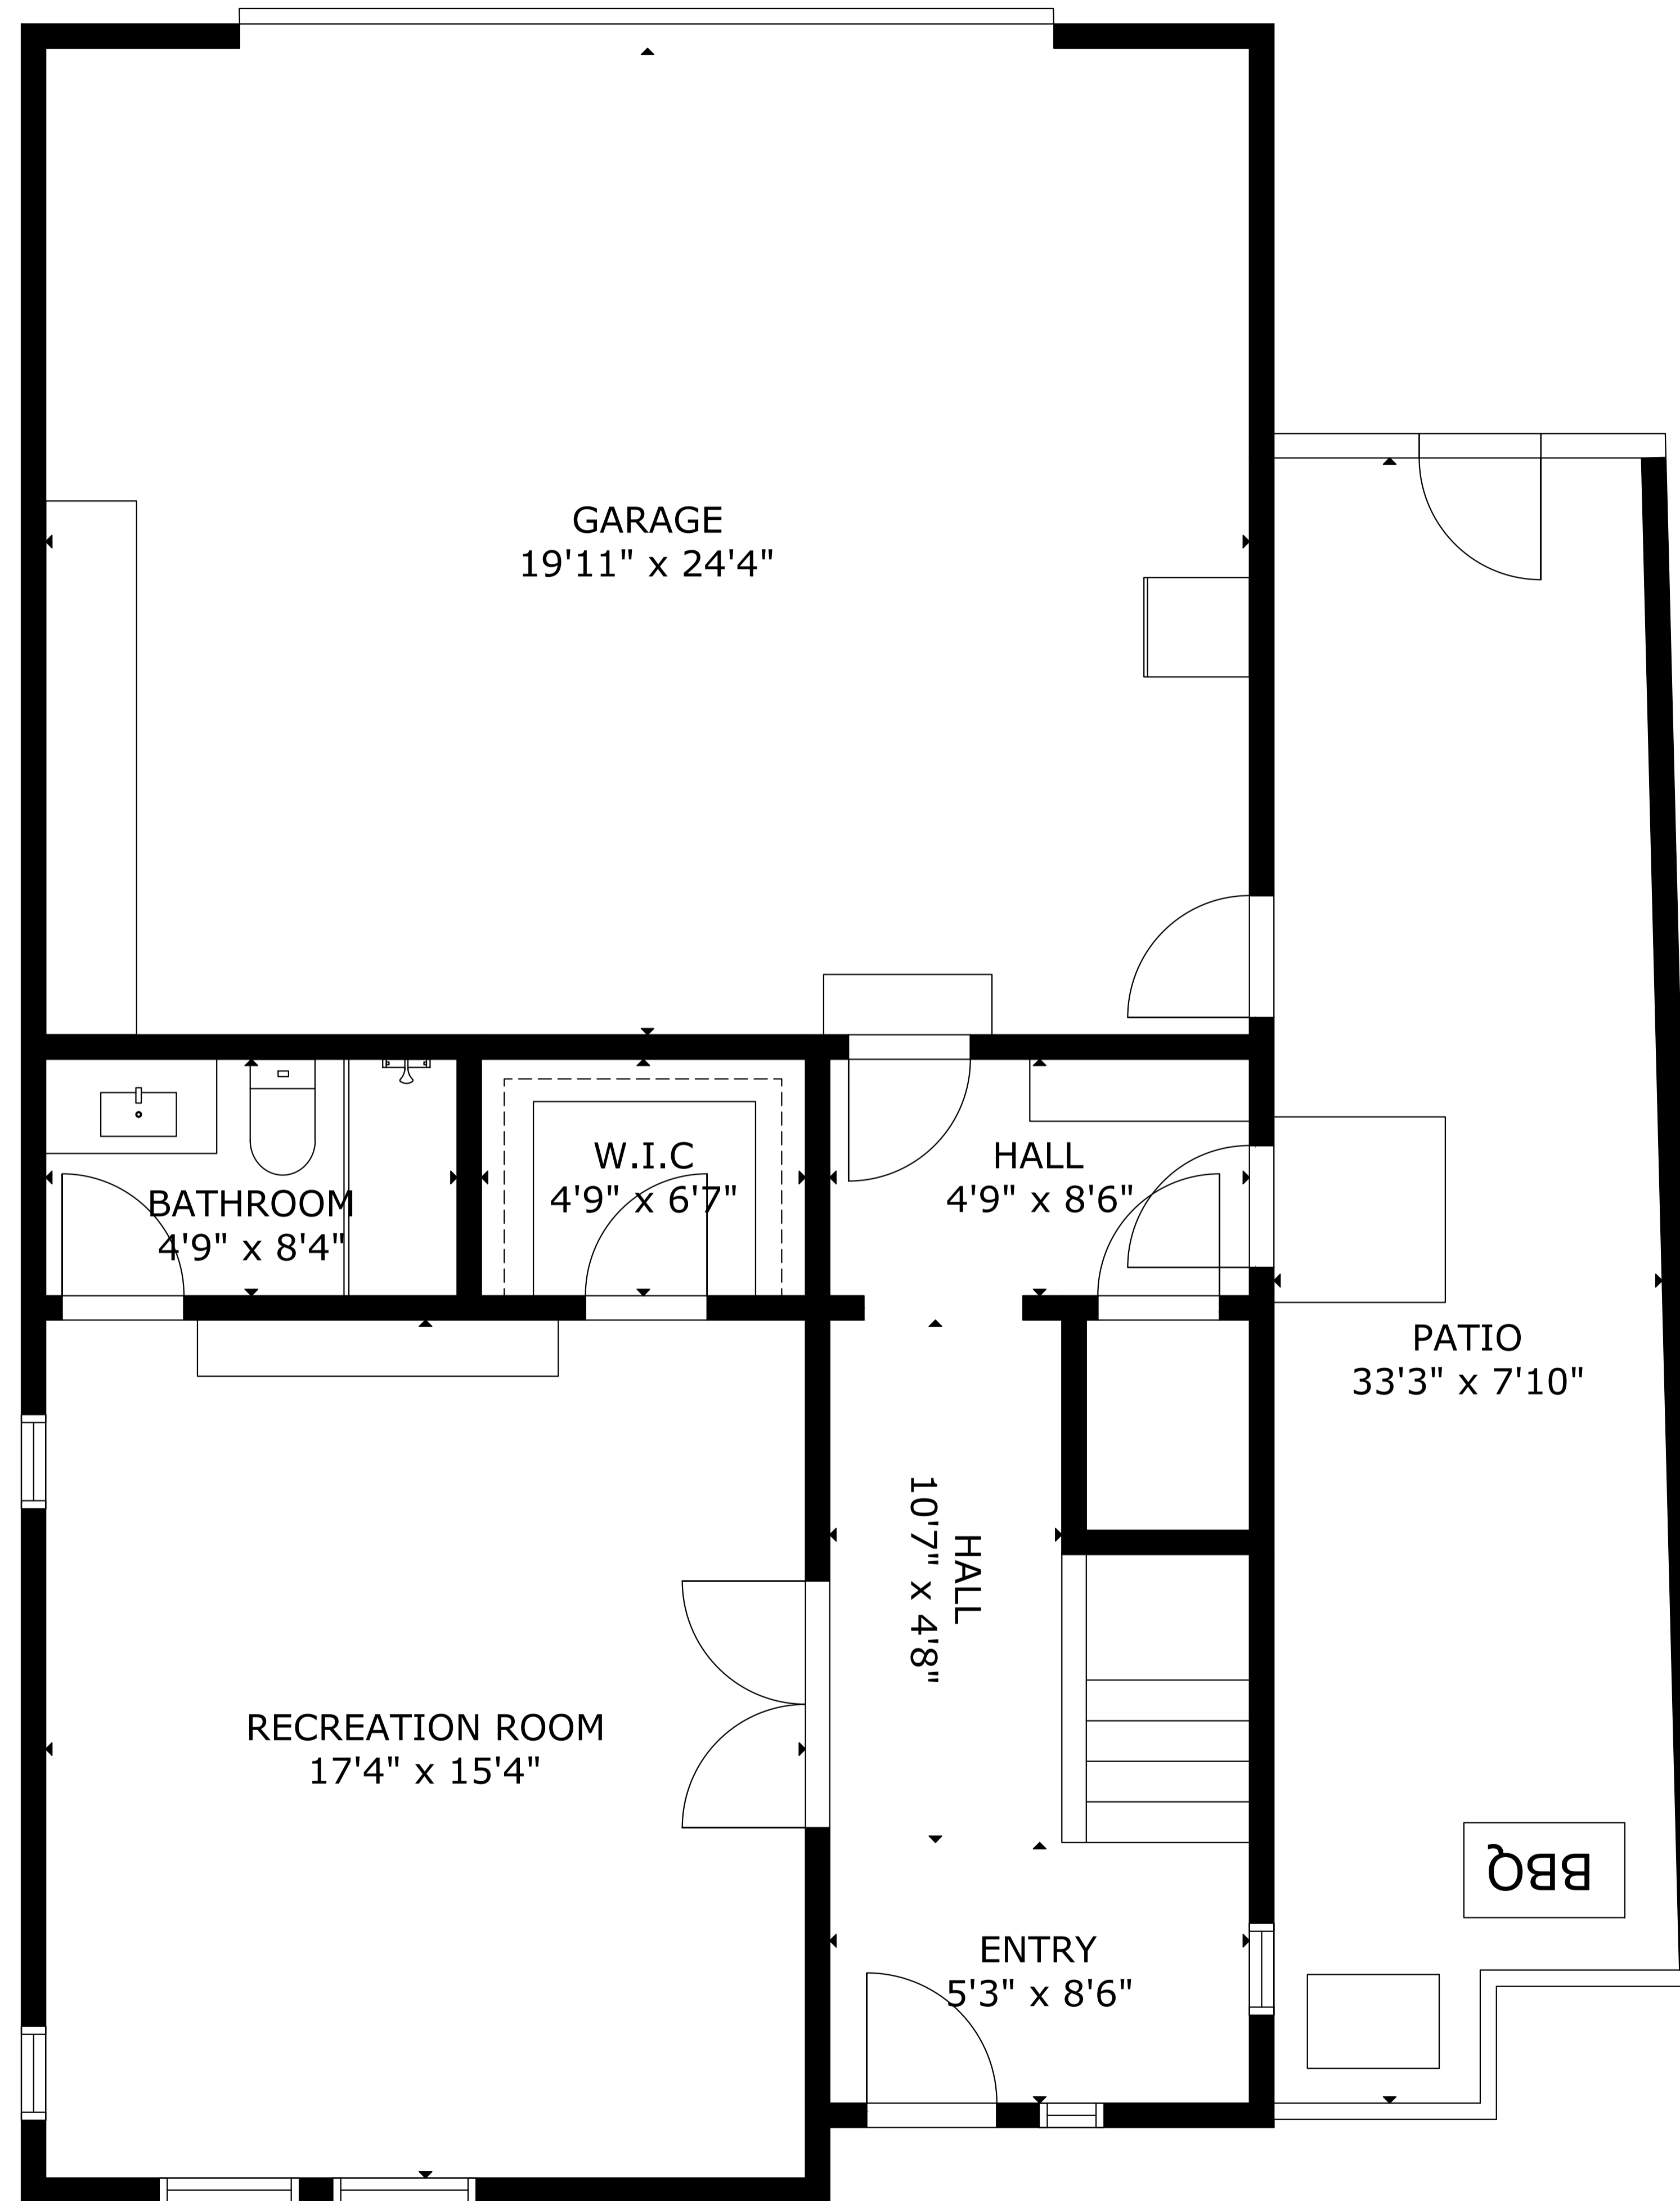 GARAGE
19'11" x 24'4"
W.I.C
4'9" x 6'7"
HALL
4'9" x 8'6"
BATHROOM
4'9" x 8'4"
PATIO
33'3" x 7'10"
HALL
10'7" x 4'8"
RECREATION ROOM
17'4" x 15'4"
BBQ
ENTRY
5'3" x 8'6"